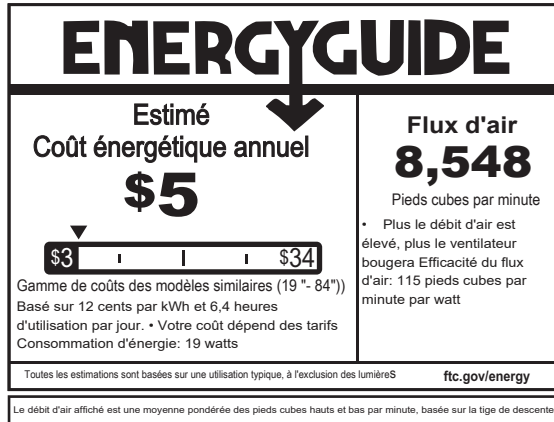 ENERGYGUIDE
Estimé
Coût énergétique annuel
$5
$3
$34
Gamme de coûts des modèles similaires (19 "- 84"))
Basé sur 12 cents par kWh et 6,4 heures
d'utilisation par jour. • Votre coût dépend des tarifs
Consommation d'énergie: 19 watts
Flux d'air
8,548
Pieds cubes par minute
• Plus le débit d'air est
élevé, plus le ventilateur
bougera Efficacité du flux
d'air: 115 pieds cubes par
minute par watt
Toutes les estimations sont basées sur une utilisation typique, à l'exclusion des lumièreS
ftc.gov/energy
Le débit d'air affiché est une moyenne pondérée des pieds cubes hauts et bas par minute, basée sur la tige de descente